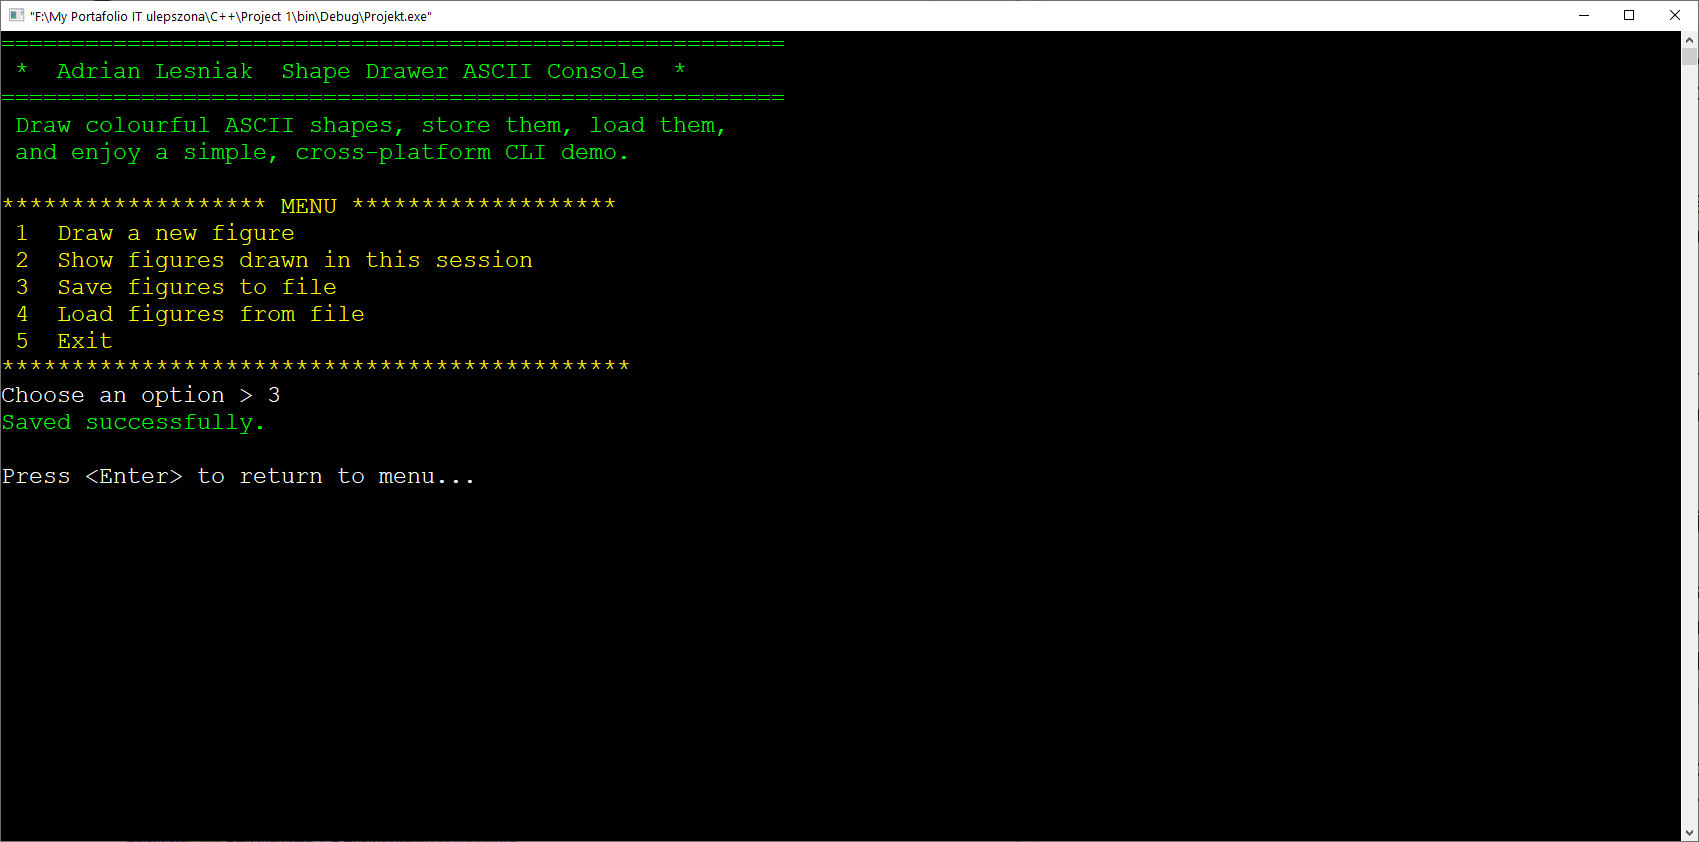 "F:\My Portafolio IT ulepszona\C++\Project 1\bin\Debug\Projekt.exe"
========================================================
 *  Adrian Lesniak  Shape Drawer ASCII Console  *
========================================================
 Draw colourful ASCII shapes, store them, load them,
 and enjoy a simple, cross-platform CLI demo.

******************* MENU *******************
 1  Draw a new figure
 2  Show figures drawn in this session
 3  Save figures to file
 4  Load figures from file
 5  Exit
*********************************************
Choose an option > 3
Saved successfully.

Press <Enter> to return to menu...